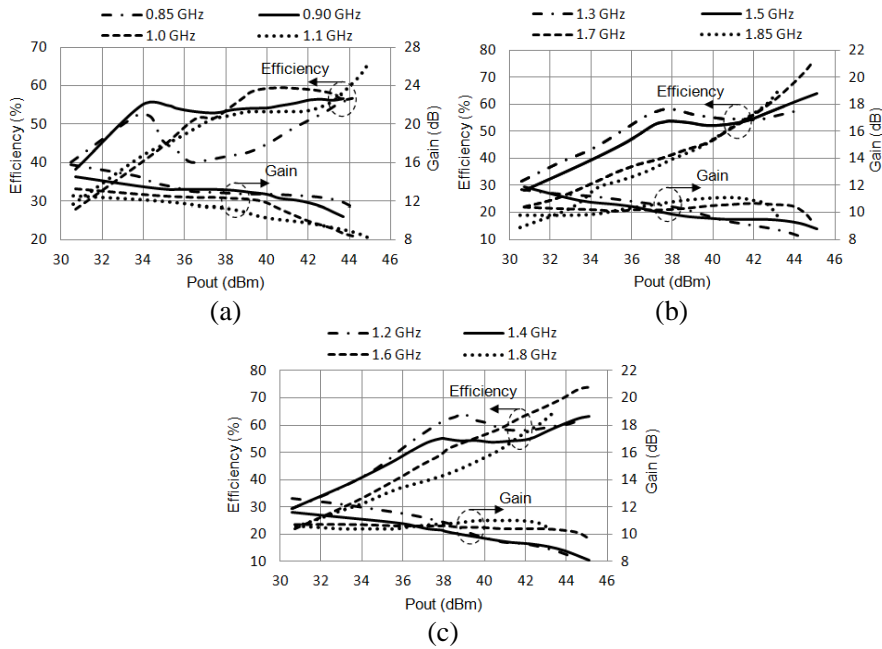 0.85 GHz 0.90 GHz
1.0 GHz 1.1 GHz
Efficiency (%)
70
60
50
40
30
20
Efficiency
Gain
28
24
20
16
12
8
Gain (dB)
30 32 34 36 38 40 42 44 46
Pout (dBm)
(a)
1.3 GHz 1.5 GHz
1.7 GHz 1.85 GHz
Efficiency (%)
80
70
60
50
40
30
20
10
Efficiency
Gain
22
20
18
16
14
12
10
8
Gain (dB)
30 32 34 36 38 40 42 44 46
Pout (dBm)
(b)
1.2 GHz 1.4 GHz
1.6 GHz 1.8 GHz
Efficiency (%)
80
70
60
50
40
30
20
10
Efficiency
Gain
22
20
18
16
14
12
10
8
Gain (dB)
30 32 34 36 38 40 42 44 46
Pout (dBm)
(c)